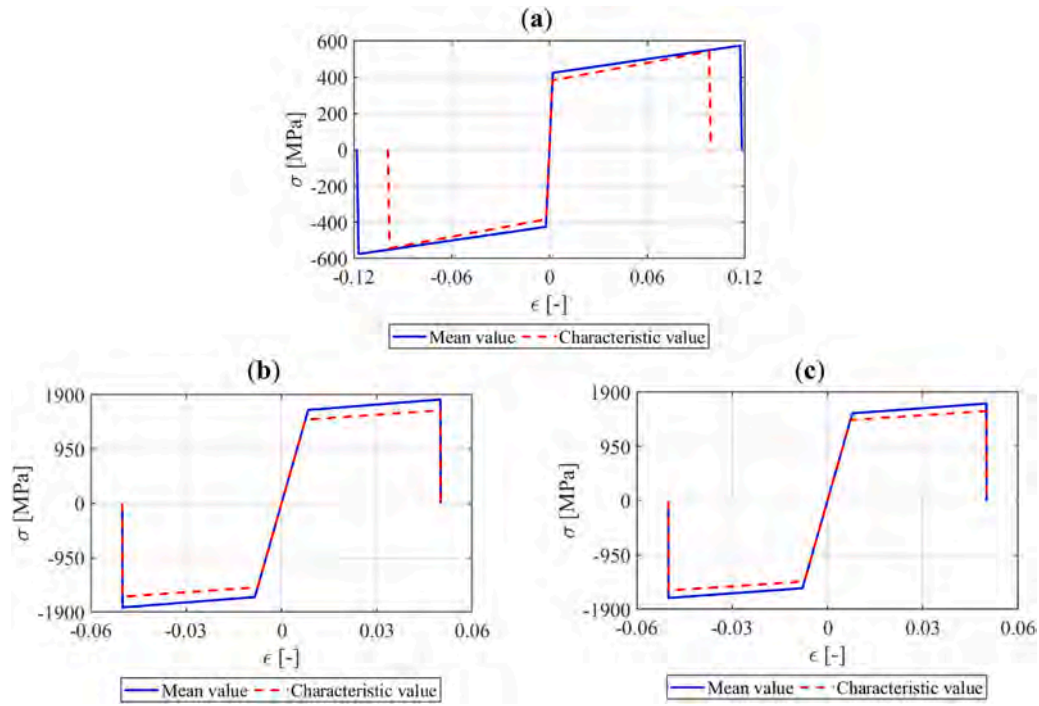 (a)
600
400
200
0
-200
-400
-600
σ [MPa]
-0.12 -0.06 0 0.06 0.12
ϵ [-]
Mean value Characteristic value
(b)
1900
950
0
-950
-1900
σ [MPa]
-0.06 -0.03 0 0.03 0.06
ϵ [-]
Mean value Characteristic value
(c)
1900
950
0
-950
-1900
σ [MPa]
-0.06 -0.03 0 0.03 0.06
ϵ [-]
Mean value Characteristic value